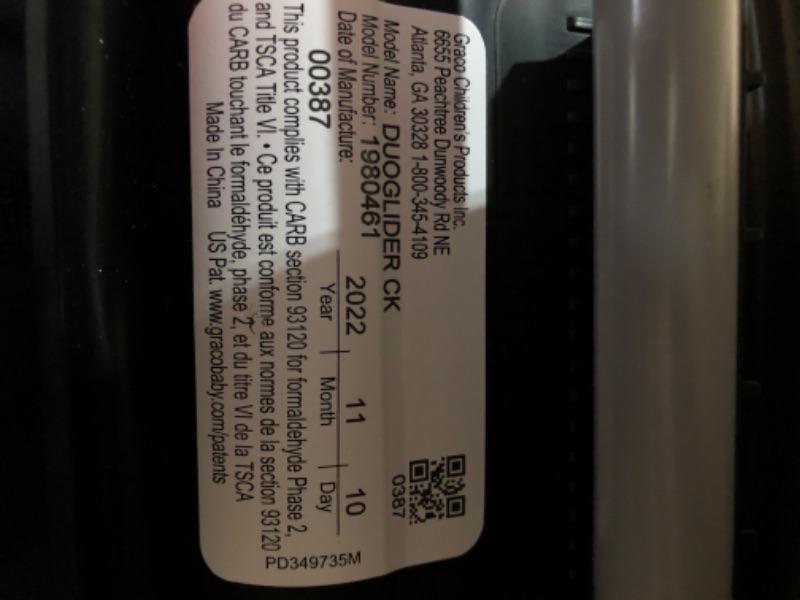 Graco Children's Products Inc.
6655 Peachtree Dunwoody Rd NE
Atlanta, GA 30328 1-800-345-4109
0387
Model Name: DUOGLIDER CK
Model Number: 1980461
Date of Manufacture: 2022 11 10
Year Month Day
00387
This product complies with CARB section 93120 for formaldehyde Phase 2,
and TSCA Title VI. • Ce produit est conforme aux normes de la section 93120
du CARB touchant le formaldéhyde, phase 2, et du titre VI de la TSCA
Made In China US Pat. www.gracobaby.com/patents
PD349735M